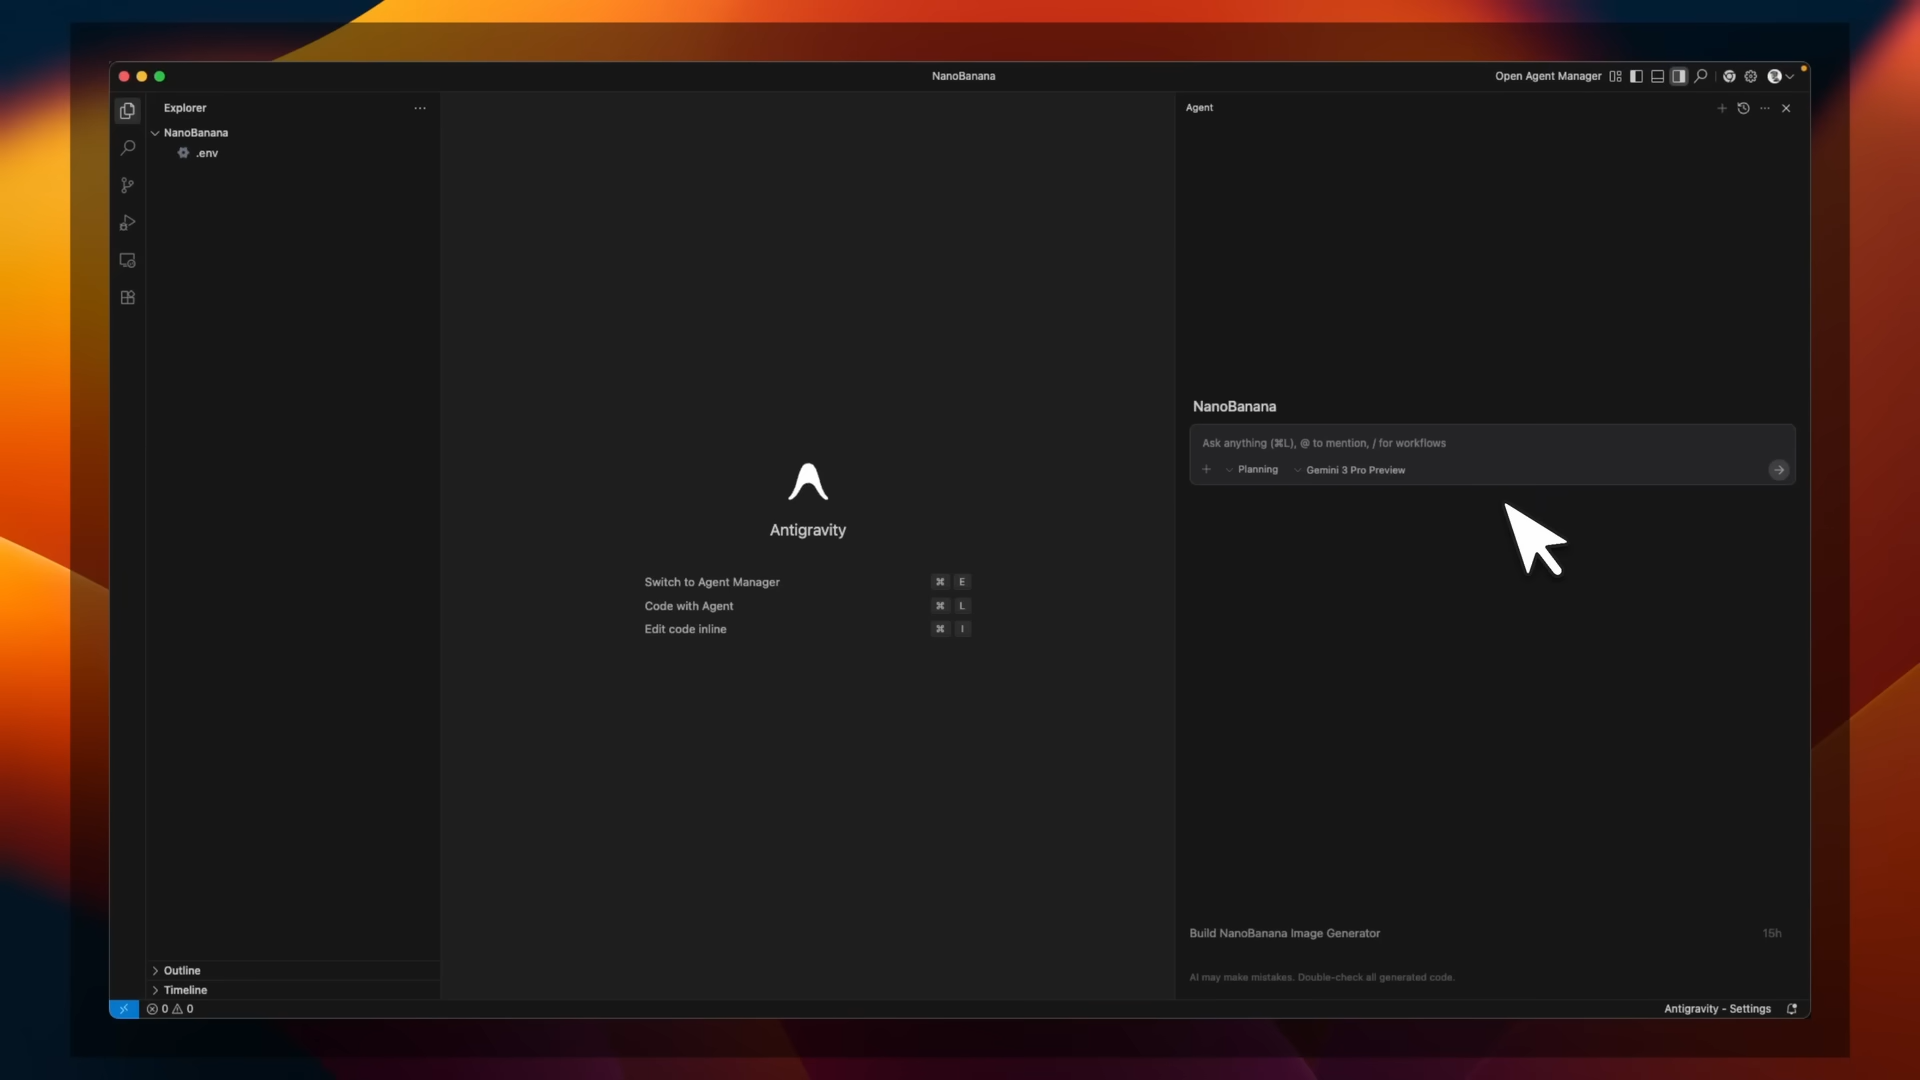 NanoBanana
Open Agent Manager
Explorer
NanoBanana
.env
Outline
Timeline
Antigravity
Switch to Agent Manager ⌘ E
Code with Agent ⌘ L
Edit code inline ⌘ I
Agent
NanoBanana
Ask anything (⌘L), @ to mention, / for workflows
Planning Gemini 3 Pro Preview
Build NanoBanana Image Generator 15h
AI may make mistakes. Double-check all generated code.
0 0
Antigravity - Settings